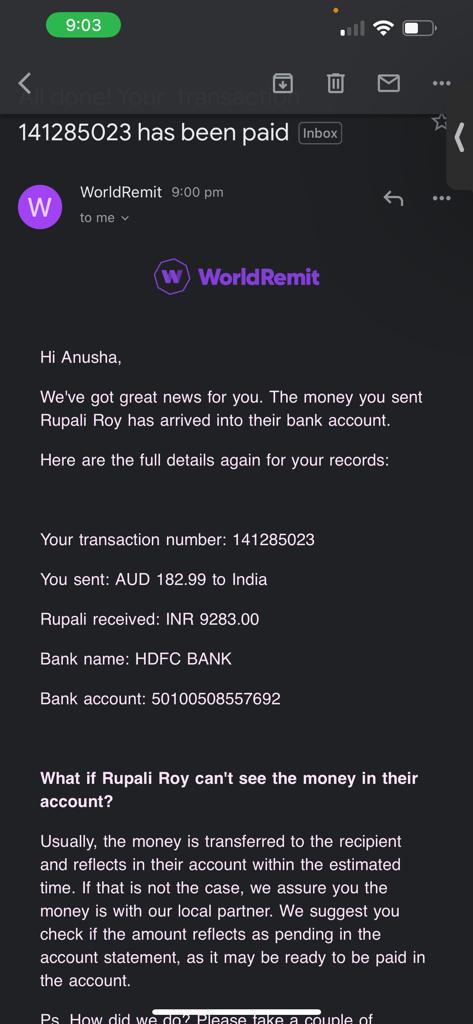 9:03
All done! Your transaction
141285023 has been paid Inbox
W
WorldRemit 9:00 pm
to me
W WorldRemit
Hi Anusha,
We've got great news for you. The money you sent
Rupali Roy has arrived into their bank account.
Here are the full details again for your records:
Your transaction number: 141285023
You sent: AUD 182.99 to India
Rupali received: INR 9283.00
Bank name: HDFC BANK
Bank account: 50100508557692
What if Rupali Roy can't see the money in their
account?
Usually, the money is transferred to the recipient
and reflects in their account within the estimated
time. If that is not the case, we assure you the
money is with our local partner. We suggest you
check if the amount reflects as pending in the
account statement, as it may be ready to be paid in
the account.
Ps. How did we do? Please take a couple of